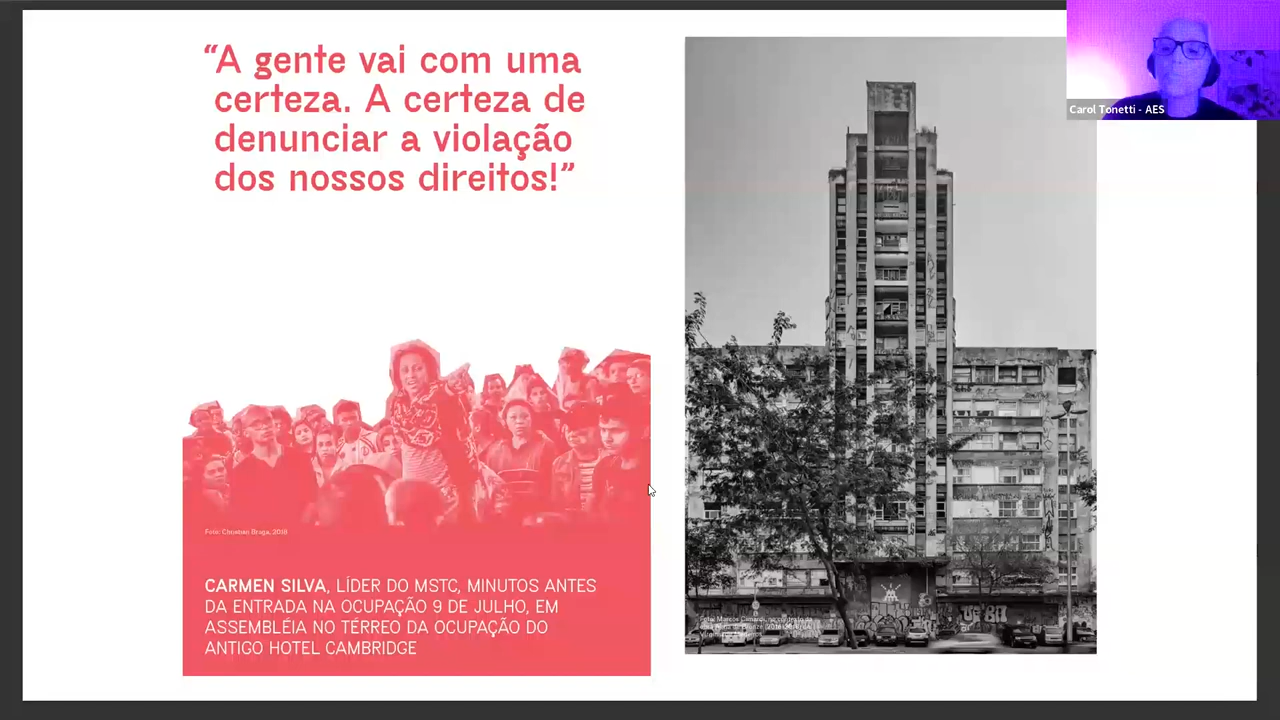 “A gente vai com uma
certeza. A certeza de
denunciar a violação
dos nossos direitos!”
Carol Tonetti - AES
Foto: Christian Braga, 2016
CARMEN SILVA, LÍDER DO MSTC, MINUTOS ANTES
DA ENTRADA NA OCUPAÇÃO 9 DE JULHO, EM
ASSEMBLÉIA NO TÉRREO DA OCUPAÇÃO DO
ANTIGO HOTEL CAMBRIDGE